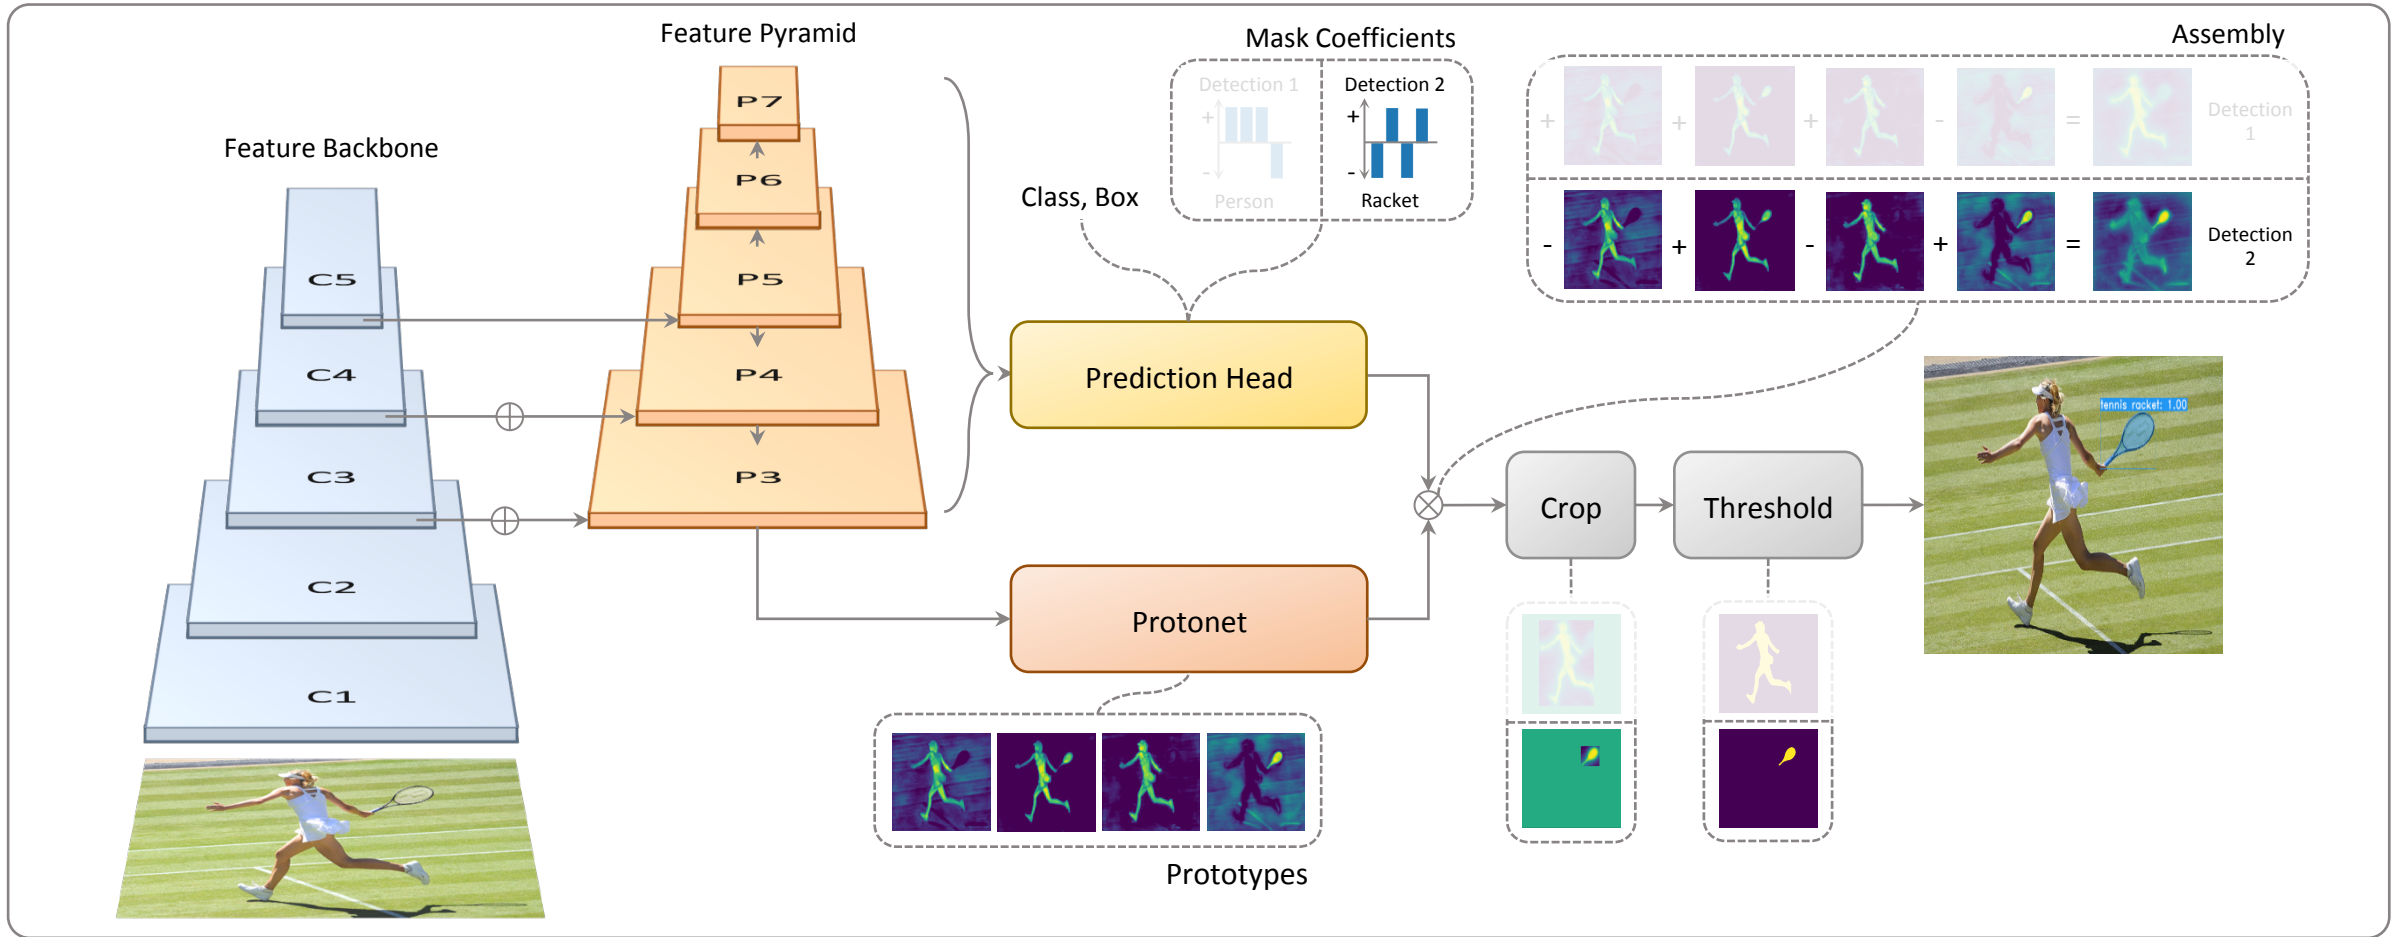 Feature Pyramid
Mask Coefficients
Assembly
Feature Backbone
P7
P6
P5
P4
P3
C5
C4
C3
C2
C1
Class, Box
Detection 1
+
-
Person
Detection 2
+
-
Racket
+ + + - =
Detection
1
- + - + =
Detection
2
Prediction Head
Protonet
Prototypes
Crop
Threshold
tennis racket: 1.00